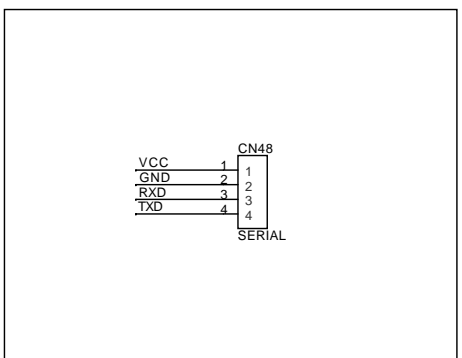 CN48
VCC 1 1
GND 2 2
RXD 3 3
TXD 4 4
SERIAL